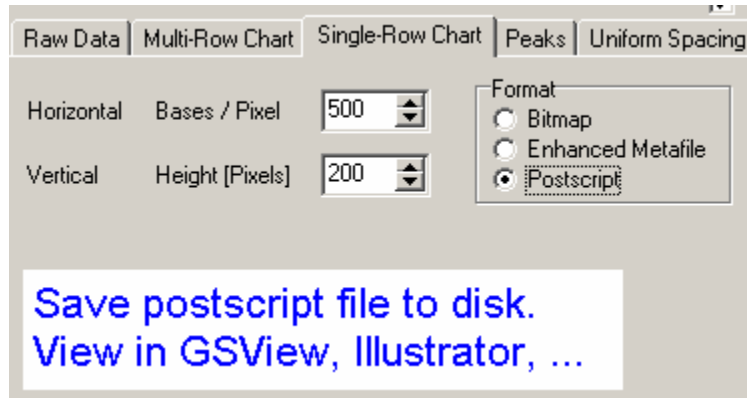 Raw Data Multi-Row Chart Single-Row Chart Peaks Uniform Spacing
Format
Horizontal Bases / Pixel 500
Bitmap
Enhanced Metafile
Vertical Height [Pixels] 200
Postscript
Save postscript file to disk.
View in GSView, Illustrator, ...